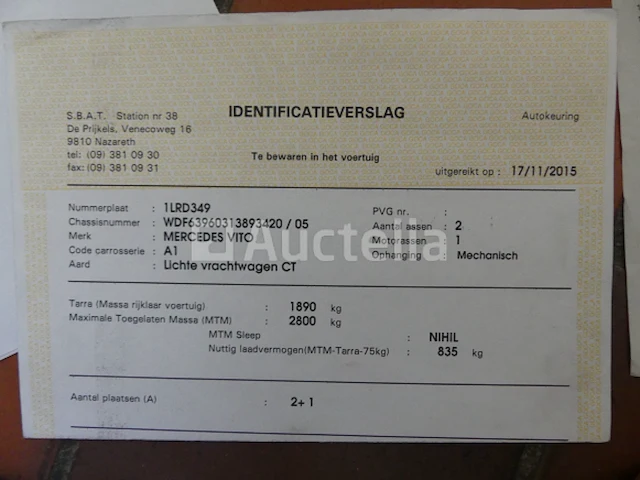 S.B.A.T. Station nr 38
De Prijkels, Venecoweg 16
9810 Nazareth
tel: (09) 381 09 30
fax: (09) 381 09 31
IDENTIFICATIEVERSLAG
Autokeuring
Te bewaren in het voertuig
uitgereikt op : 17/11/2015
Nummerplaat : 1LRD349
Chassisnummer : WDF63960313893420 / 05
Merk : MERCEDES VITO
Code carrosserie : A1
Aard : Lichte vrachtwagen CT
PVG nr. :
Aantal assen : 2
Motorassen : 1
Ophanging : Mechanisch
Auctelia
Tarra (Massa rijklaar voertuig) : 1890 kg
Maximale Toegelaten Massa (MTM) : 2800 kg
MTM Sleep : NIHIL
Nuttig laadvermogen(MTM-Tarra-75kg) : 835 kg
Aantal plaatsen (A) : 2+ 1